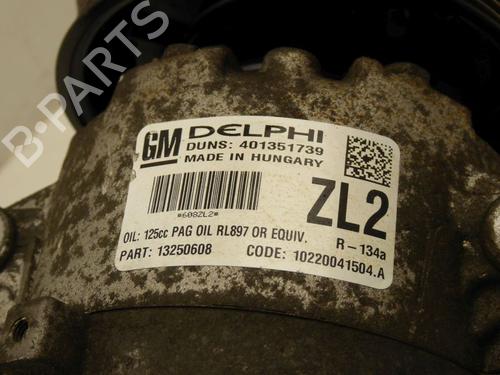 B-PARTS
GM DELPHI
DUNS: 401351739
MADE IN HUNGARY
*608ZL2*
ZL2
OIL: 125cc PAG OIL RL897 OR EQUIV. R-134a
PART: 13250608 CODE: 10220041504.A